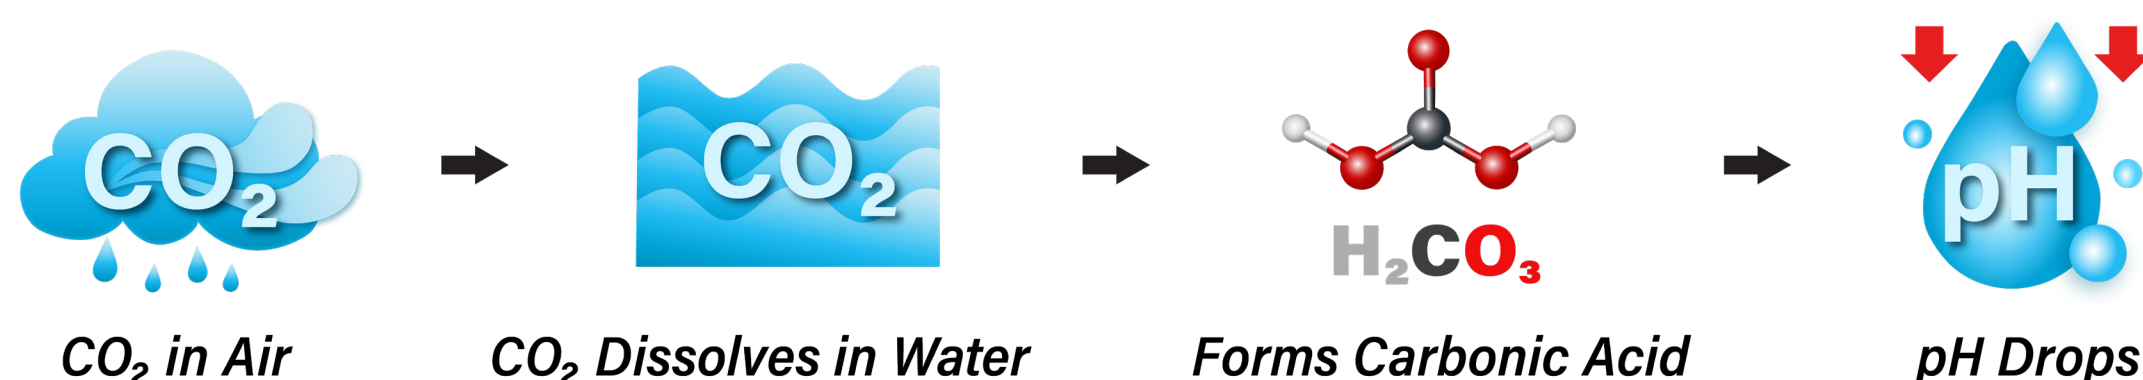 CO₂
CO₂
H₂CO₃
pH
CO₂ in Air
CO₂ Dissolves in Water
Forms Carbonic Acid
pH Drops